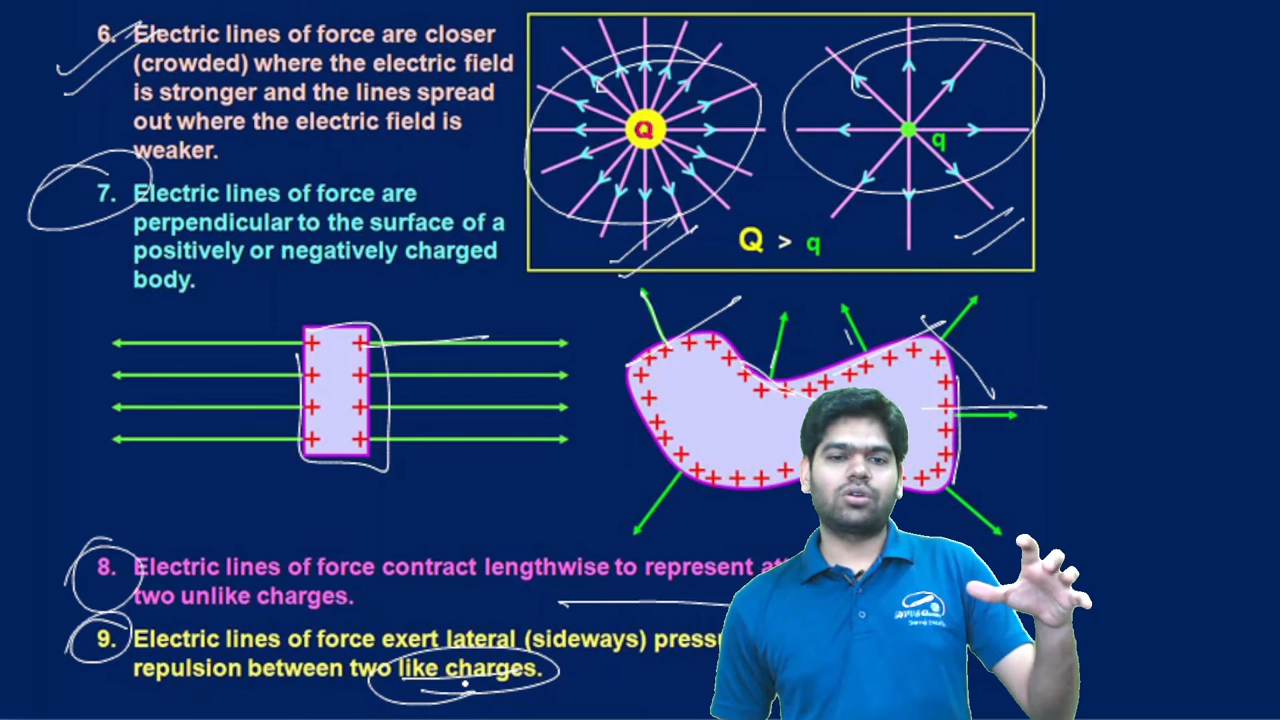 6. Electric lines of force are closer
(crowded) where the electric field
is stronger and the lines spread
out where the electric field is
weaker.
Q
q
Q > q
7. Electric lines of force are
perpendicular to the surface of a
positively or negatively charged
body.
+ +
+ +
+ +
+ +
8. Electric lines of force contract lengthwise to represent
two unlike charges.
9. Electric lines of force exert lateral (sideways)
repulsion between two like charges.